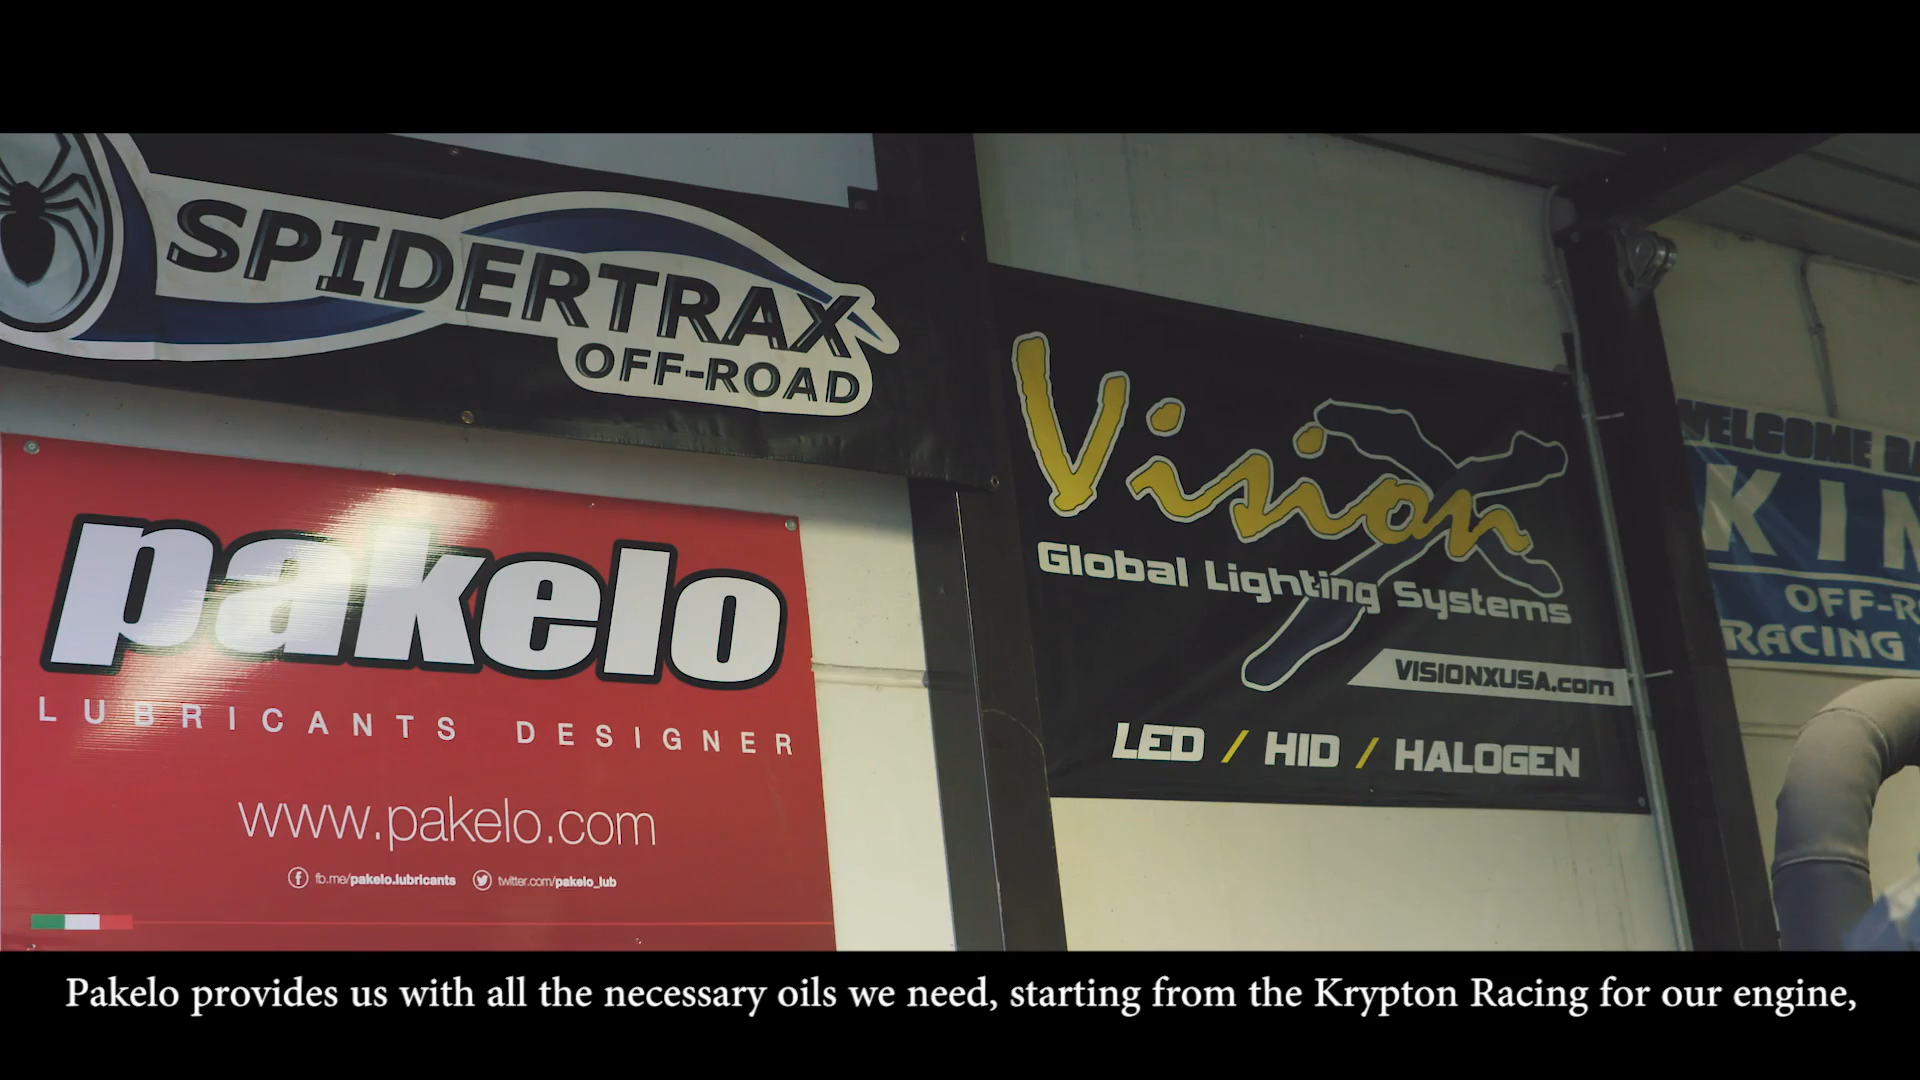 SPIDERTRAX
OFF-ROAD
pakelo
LUBRICANTS DESIGNER
www.pakelo.com
fb.me/pakelo.lubricants twitter.com/pakelo_lub
Vision X
Global Lighting Systems
VISIONXUSA.com
LED / HID / HALOGEN
WELCOME
OFF-R
RACING
Pakelo provides us with all the necessary oils we need, starting from the Krypton Racing for our engine,